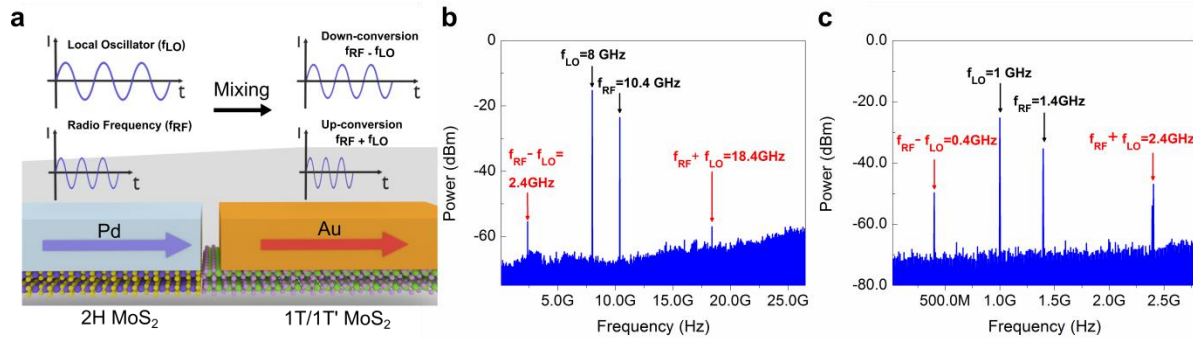 a
Local Oscillator (fLO)
I
t
Mixing
Radio Frequency (fRF)
I
t
Down-conversion
fRF - fLO
I
t
Up-conversion
fRF + fLO
I
t
Pd
Au
2H MoS2
1T/1T' MoS2
b
Power (dBm)
0
-20
-40
-60
fLO=8 GHz
fRF=10.4 GHz
fRF - fLO=
2.4GHz
fRF + fLO=18.4GHz
5.0G
10.0G
15.0G
20.0G
25.0G
Frequency (Hz)
c
Power (dBm)
0.0
-20.0
-40.0
-60.0
-80.0
fLO=1 GHz
fRF=1.4GHz
fRF - fLO=0.4GHz
fRF + fLO=2.4GHz
500.0M
1.0G
1.5G
2.0G
2.5G
Frequency (Hz)